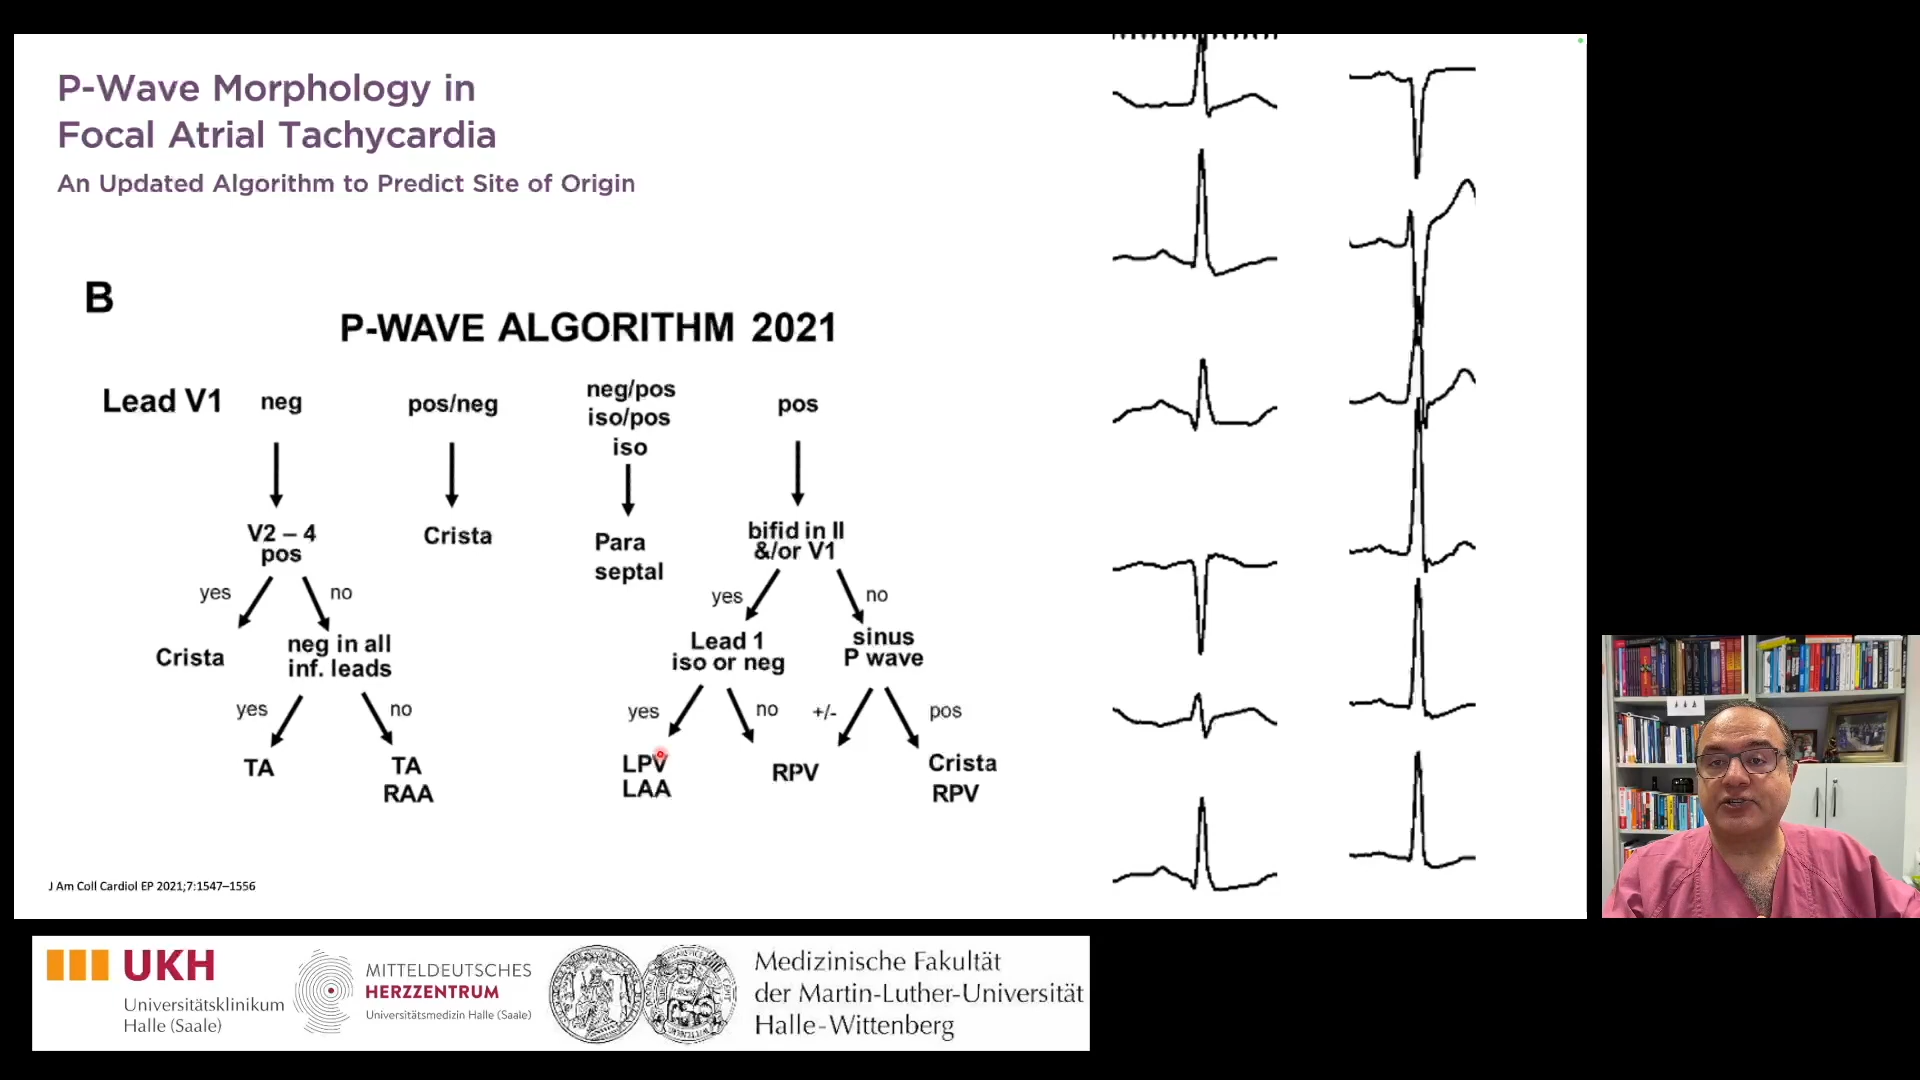 P-Wave Morphology in
Focal Atrial Tachycardia
An Updated Algorithm to Predict Site of Origin
B
P-WAVE ALGORITHM 2021
Lead V1
neg
pos/neg
neg/pos
iso/pos
iso
pos
V2 – 4
pos
Crista
Para
septal
bifid in II
&/or V1
yes
no
yes
no
Crista
neg in all
inf. leads
Lead 1
iso or neg
sinus
P wave
yes
no
yes
no
+/-
pos
TA
TA
RAA
LPV
LAA
RPV
Crista
RPV
J Am Coll Cardiol EP 2021;7:1547–1556
UKH
Universitätsklinikum
Halle (Saale)
MITTELDEUTSCHES
HERZZENTRUM
Universitätsmedizin Halle (Saale)
Medizinische Fakultät
der Martin-Luther-Universität
Halle-Wittenberg